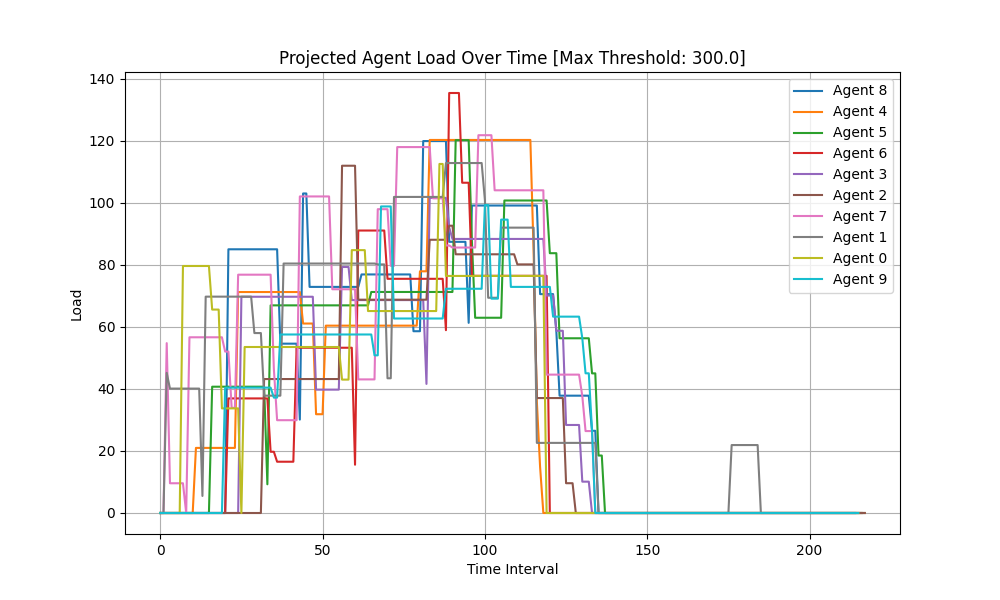 Projected Agent Load Over Time [Max Threshold: 300.0]
Load
140
120
100
80
60
40
20
0
0
50
100
150
200
Time Interval
Agent 8
Agent 4
Agent 5
Agent 6
Agent 3
Agent 2
Agent 7
Agent 1
Agent 0
Agent 9